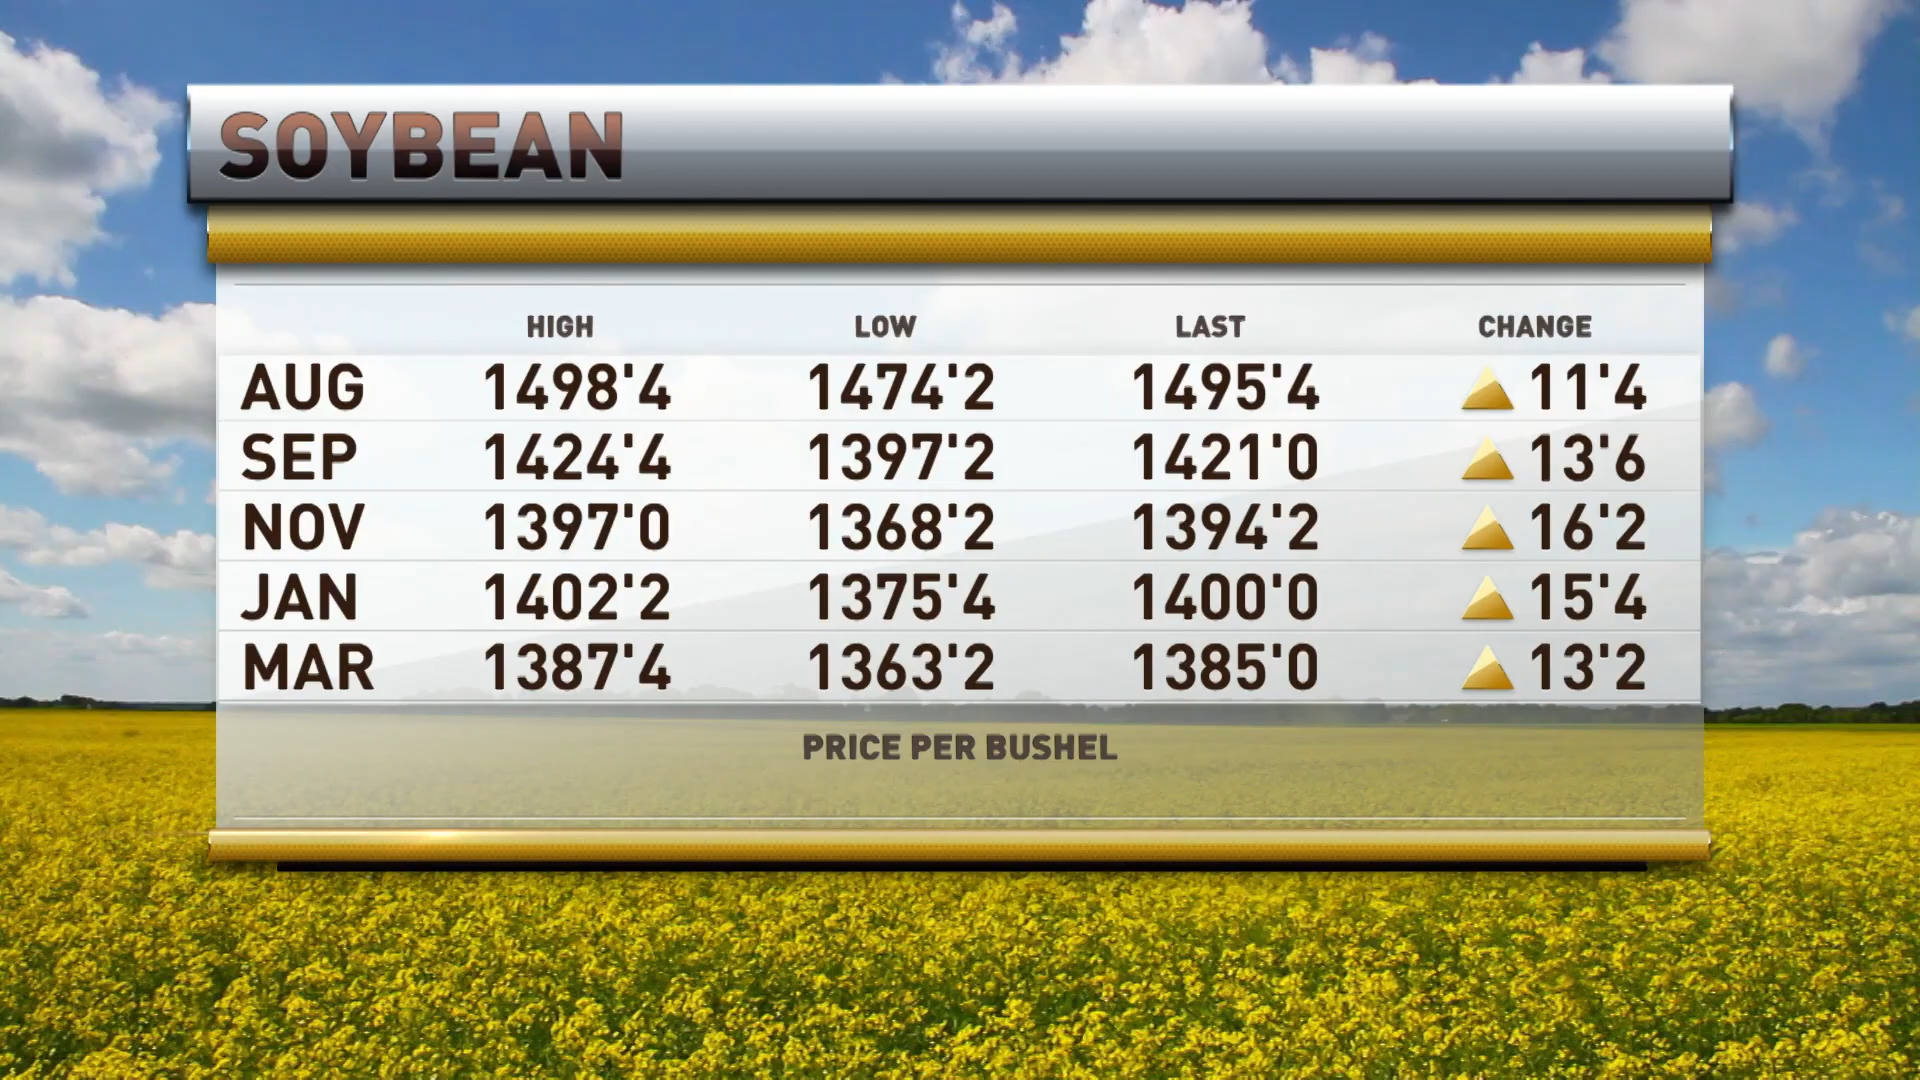 SOYBEAN
HIGH LOW LAST CHANGE
AUG 1498'4 1474'2 1495'4 11'4
SEP 1424'4 1397'2 1421'0 13'6
NOV 1397'0 1368'2 1394'2 16'2
JAN 1402'2 1375'4 1400'0 15'4
MAR 1387'4 1363'2 1385'0 13'2
PRICE PER BUSHEL